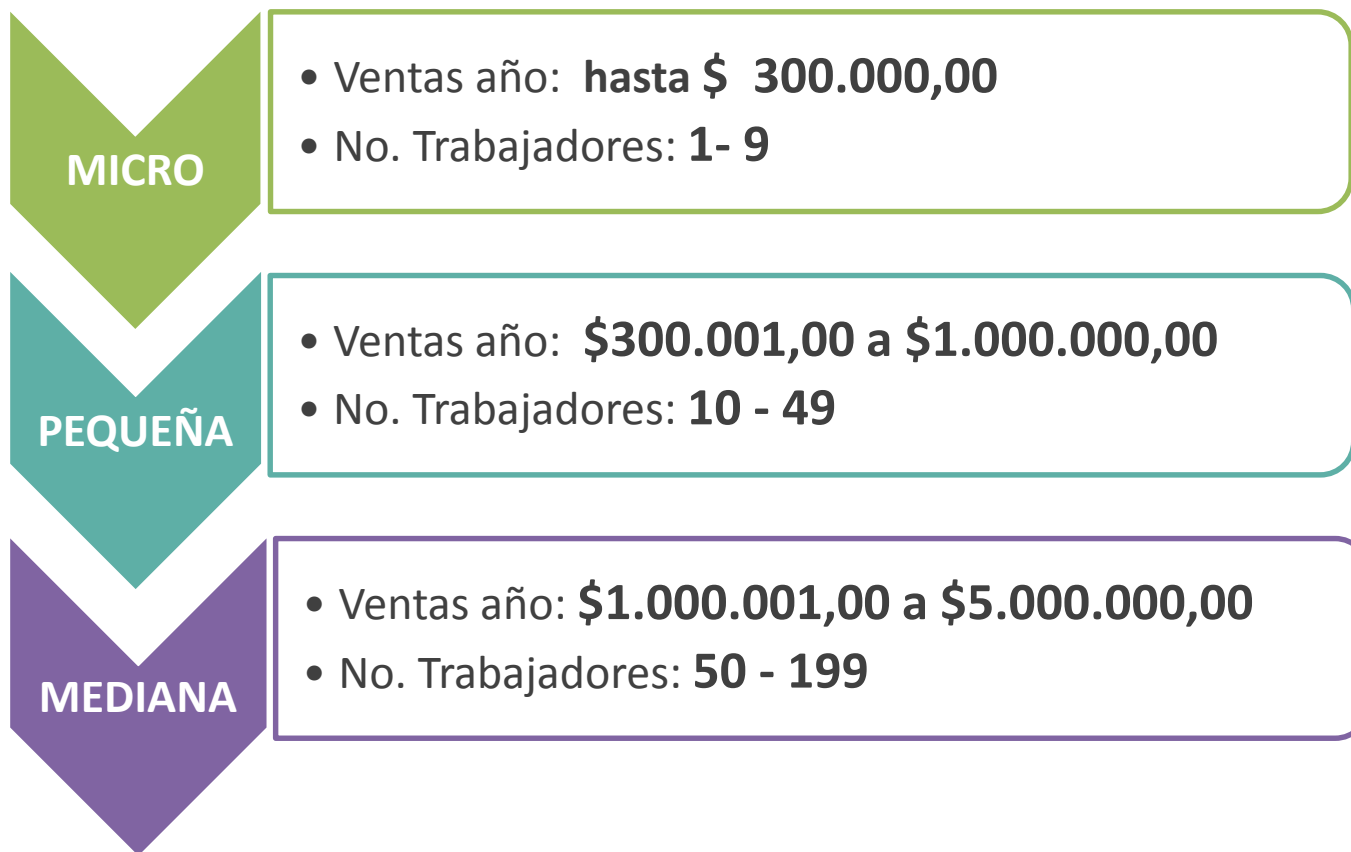 MICRO
• Ventas año: hasta $ 300.000,00
• No. Trabajadores: 1- 9
PEQUEÑA
• Ventas año: $300.001,00 a $1.000.000,00
• No. Trabajadores: 10 - 49
MEDIANA
• Ventas año: $1.000.001,00 a $5.000.000,00
• No. Trabajadores: 50 - 199